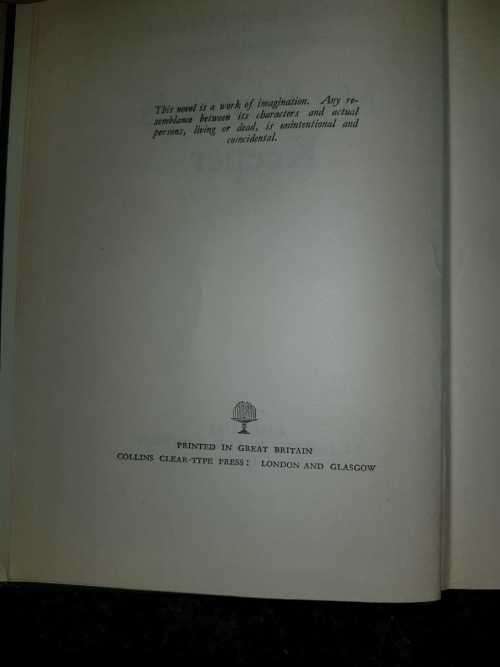 This novel is a work of imagination. Any re-
semblance between its characters and actual
persons, living or dead, is unintentional and
coincidental.
PRINTED IN GREAT BRITAIN
COLLINS CLEAR-TYPE PRESS: LONDON AND GLASGOW